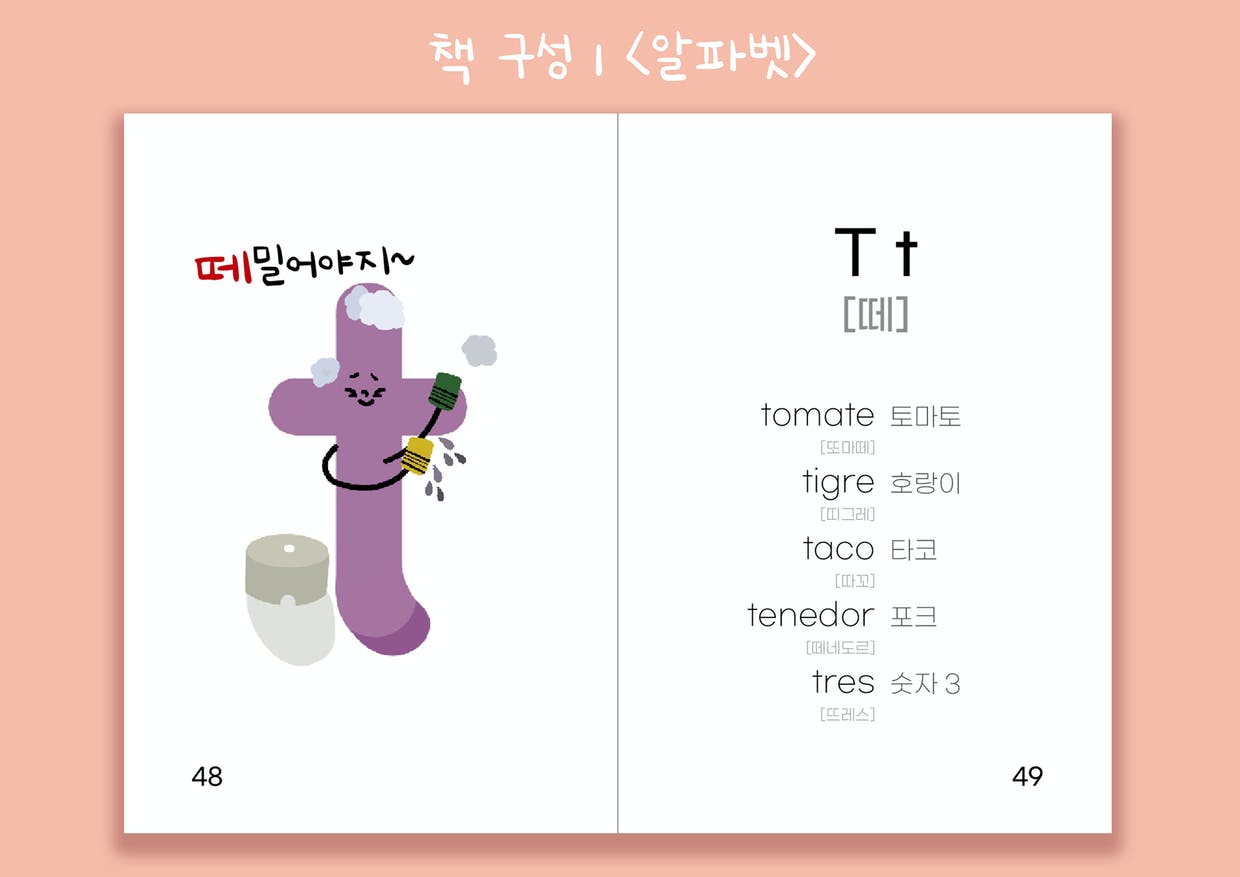 책 구성 1 <알파벳>
떼밀어야지~
48
T t
[떼]
tomate 토마토
[또마떼]
tigre 호랑이
[띠그레]
taco 타코
[따꼬]
tenedor 포크
[떼네도르]
tres 숫자 3
[뜨레스]
49